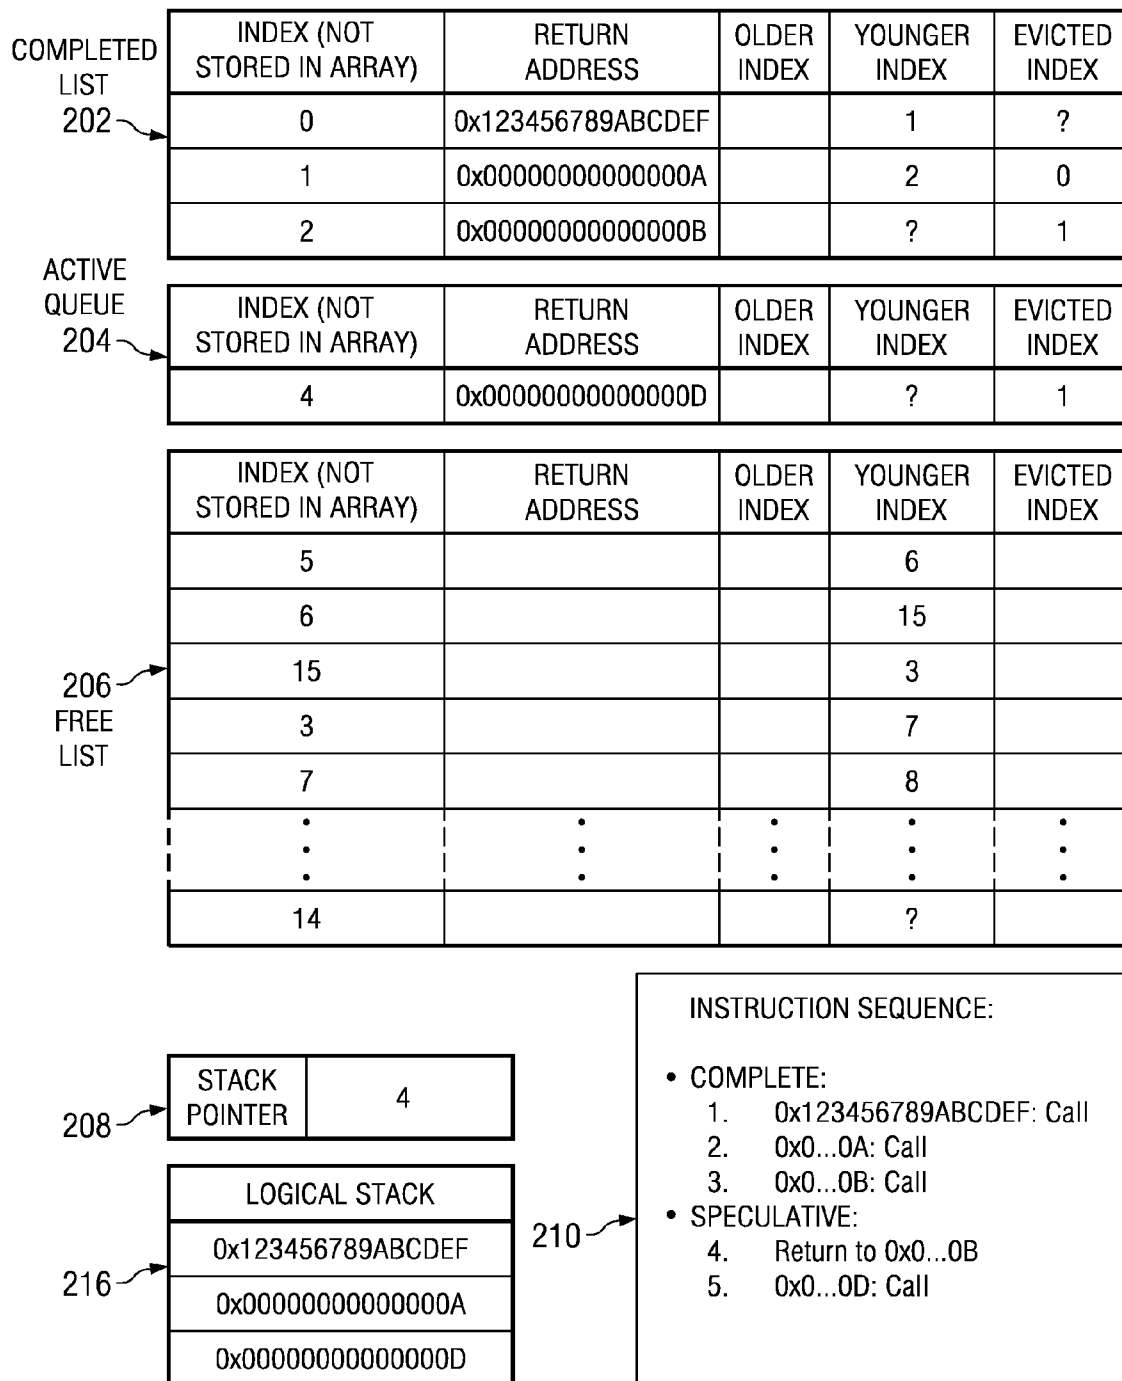 COMPLETED
LIST
202
INDEX (NOT STORED IN ARRAY) RETURN ADDRESS OLDER INDEX YOUNGER INDEX EVICTED INDEX
0 0x123456789ABCDEF 1 ?
1 0x00000000000000A 2 0
2 0x00000000000000B ? 1
ACTIVE
QUEUE
204
INDEX (NOT STORED IN ARRAY) RETURN ADDRESS OLDER INDEX YOUNGER INDEX EVICTED INDEX
4 0x00000000000000D ? 1
INDEX (NOT STORED IN ARRAY) RETURN ADDRESS OLDER INDEX YOUNGER INDEX EVICTED INDEX
5 6
6 15
15 3
3 7
7 8
14 ?
206
FREE
LIST
STACK POINTER 4
208
LOGICAL STACK
0x123456789ABCDEF
0x00000000000000A
0x00000000000000D
216
210
INSTRUCTION SEQUENCE:
• COMPLETE:
1. 0x123456789ABCDEF: Call
2. 0x0...0A: Call
3. 0x0...0B: Call
• SPECULATIVE:
4. Return to 0x0...0B
5. 0x0...0D: Call